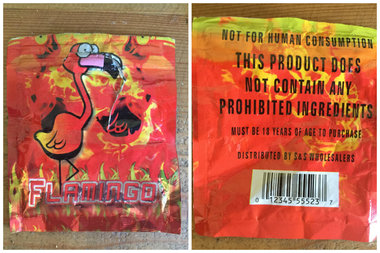 FLAMINGO
NOT FOR HUMAN CONSUMPTION
THIS PRODUCT DOES
NOT CONTAIN ANY
PROHIBITED INGREDIENTS
MUST BE 18 YEARS OF AGE TO PURCHASE
DISTRIBUTED BY S&S WHOLESALERS
0 12345 55523 7